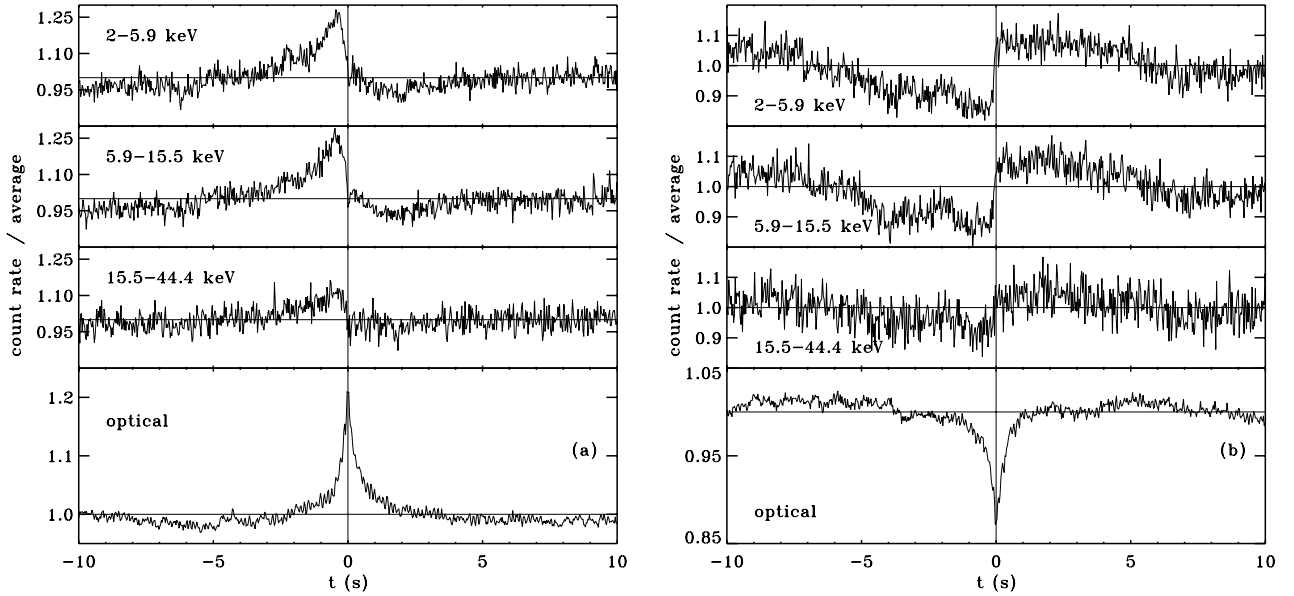 1.25
1.10
0.95
2−5.9 keV
1.25
1.10
0.95
5.9−15.5 keV
1.25
1.10
0.95
15.5−44.4 keV
1.2
1.1
1.0
optical
(a)
count rate / average
−10 −5 0 5 10
t (s)
1.1
1.0
0.9
2−5.9 keV
1.1
1.0
0.9
5.9−15.5 keV
1.1
1.0
0.9
15.5−44.4 keV
1.05
0.95
0.85
optical
(b)
count rate / average
−10 −5 0 5 10
t (s)